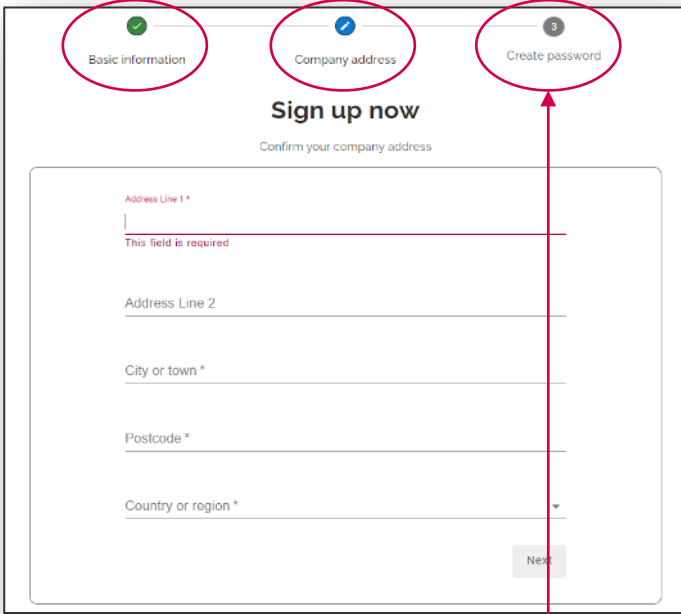 3
Basic information Company address Create password
Sign up now
Confirm your company address
Address Line 1 *
This field is required
Address Line 2
City or town *
Postcode *
Country or region *
Next